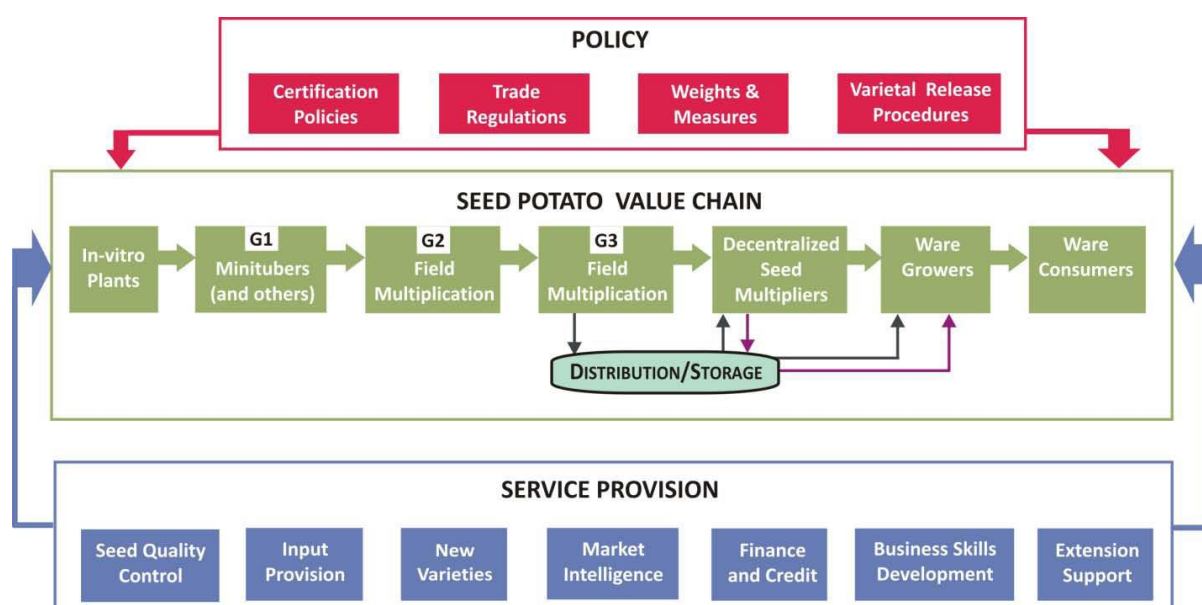 POLICY
Certification
Policies
Trade
Regulations
Weights &
Measures
Varietal Release
Procedures
SEED POTATO VALUE CHAIN
In-vitro
Plants
G1
Minitubers
(and others)
G2
Field
Multiplication
G3
Field
Multiplication
Decentralized
Seed
Multipliers
Ware
Growers
Ware
Consumers
DISTRIBUTION/STORAGE
SERVICE PROVISION
Seed Quality
Control
Input
Provision
New
Varieties
Market
Intelligence
Finance
and Credit
Business Skills
Development
Extension
Support